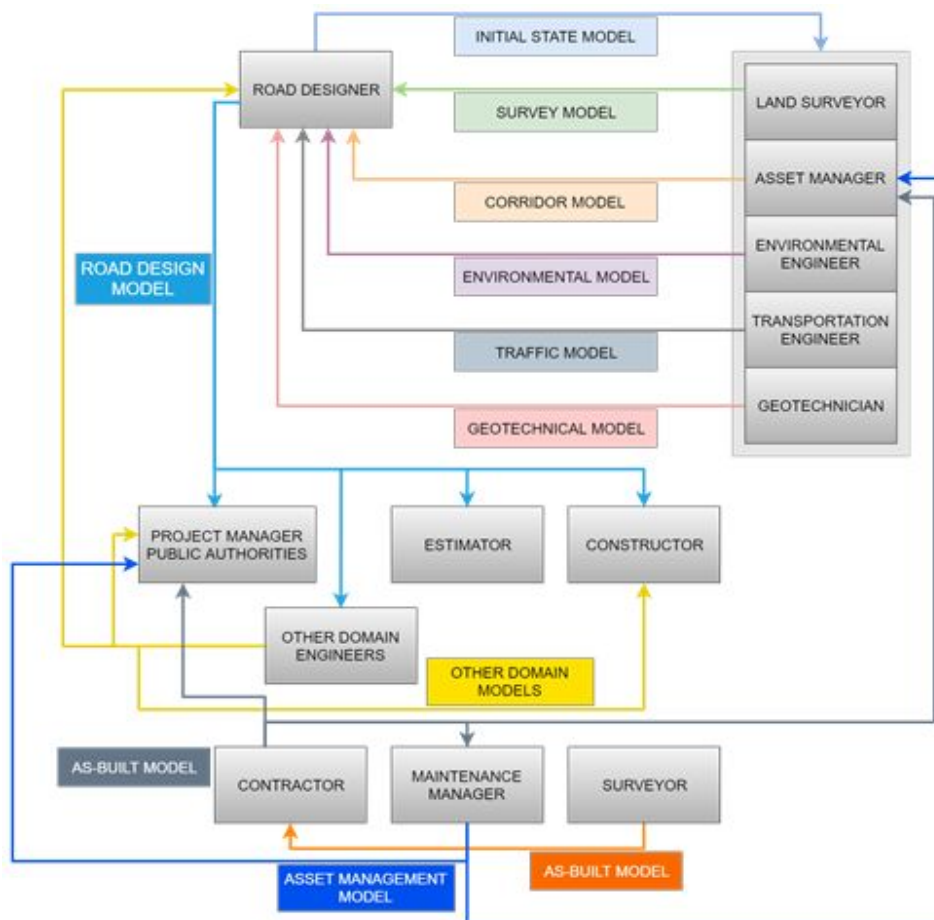 INITIAL STATE MODEL
ROAD DESIGNER
LAND SURVEYOR
SURVEY MODEL
ASSET MANAGER
CORRIDOR MODEL
ENVIRONMENTAL
ENGINEER
ROAD DESIGN
MODEL
ENVIRONMENTAL MODEL
TRANSPORTATION
ENGINEER
TRAFFIC MODEL
GEOTECHNICIAN
GEOTECHNICAL MODEL
PROJECT MANAGER
PUBLIC AUTHORITIES
ESTIMATOR
CONSTRUCTOR
OTHER DOMAIN
ENGINEERS
OTHER DOMAIN
MODELS
AS-BUILT MODEL
CONTRACTOR
MAINTENANCE
MANAGER
SURVEYOR
ASSET MANAGEMENT
MODEL
AS-BUILT MODEL